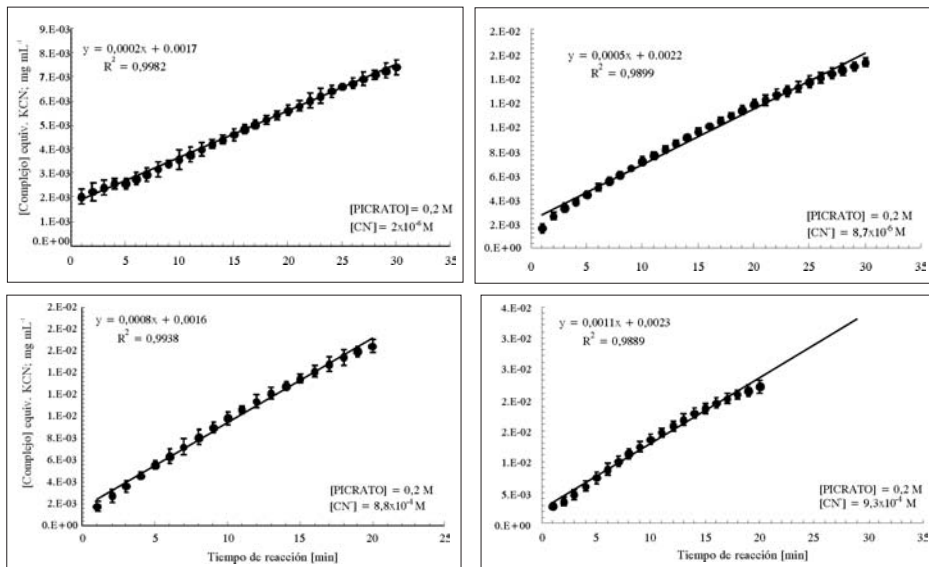 [Complejo] equiv. KCN; mg mL⁻¹
9.E-03
8.E-03
7.E-03
6.E-03
5.E-03
4.E-03
3.E-03
2.E-03
1.E-03
0.E+00
y = 0,0002x + 0.0017
R² = 0,9982
[PICRATO] = 0,2 M
[CN⁻] = 2x10⁻⁶ M
0 5 10 15 20 25 30 35
2.E-02
1.E-02
1.E-02
1.E-02
8.E-03
6.E-03
4.E-03
2.E-03
0.E+00
y = 0,0005x + 0.0022
R² = 0,9899
[PICRATO] = 0,2 M
[CN⁻] = 8,7x10⁻⁶ M
0 5 10 15 20 25 30 35
[Complejo] equiv. KCN; mg mL⁻¹
2.E-02
2.E-02
1.E-02
1.E-02
1.E-02
8.E-03
6.E-03
4.E-03
2.E-03
0.E+00
y = 0,0008x + 0,0016
R² = 0,9938
[PICRATO] = 0,2 M
[CN⁻] = 8,8x10⁻⁴ M
0 5 10 15 20 25
Tiempo de reacción [min]
4.E-02
3.E-02
3.E-02
2.E-02
2.E-02
1.E-02
5.E-03
0.E+00
y = 0,0011x + 0,0023
R² = 0,9889
[PICRATO] = 0,2 M
[CN⁻] = 9,3x10⁻⁴ M
0 5 10 15 20 25 30 35
Tiempo de reacción [min]